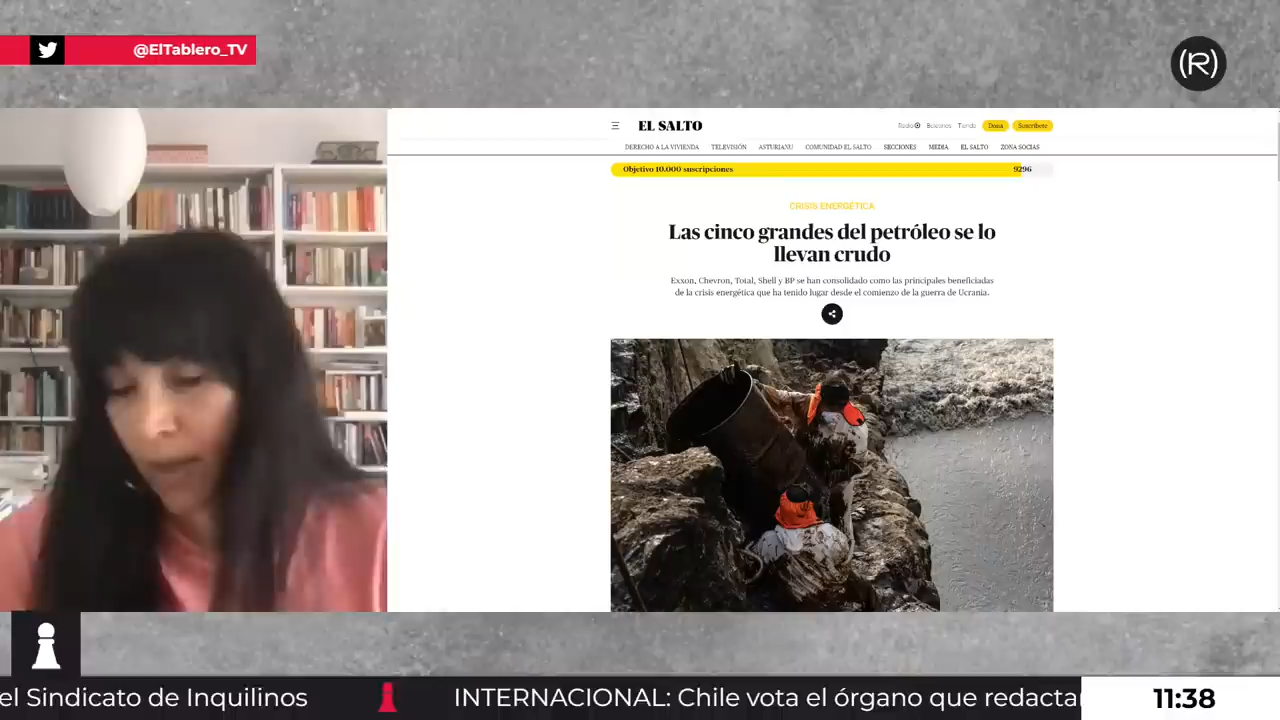 @ElTablero_TV
(R)
EL SALTO
Radio Boletines Tienda Dona Suscríbete
DERECHO A LA VIVIENDA TELEVISIÓN ASTURIANU COMUNIDAD EL SALTO SECCIONES MEDIA EL SALTO ZONA SOCIAS
Objetivo 10.000 suscripciones 9296
CRISIS ENERGÉTICA
Las cinco grandes del petróleo se lo
llevan crudo
Exxon, Chevron, Total, Shell y BP se han consolidado como las principales beneficiadas
de la crisis energética que ha tenido lugar desde el comienzo de la guerra de Ucrania.
el Sindicato de Inquilinos INTERNACIONAL: Chile vota el órgano que redacta
11:38